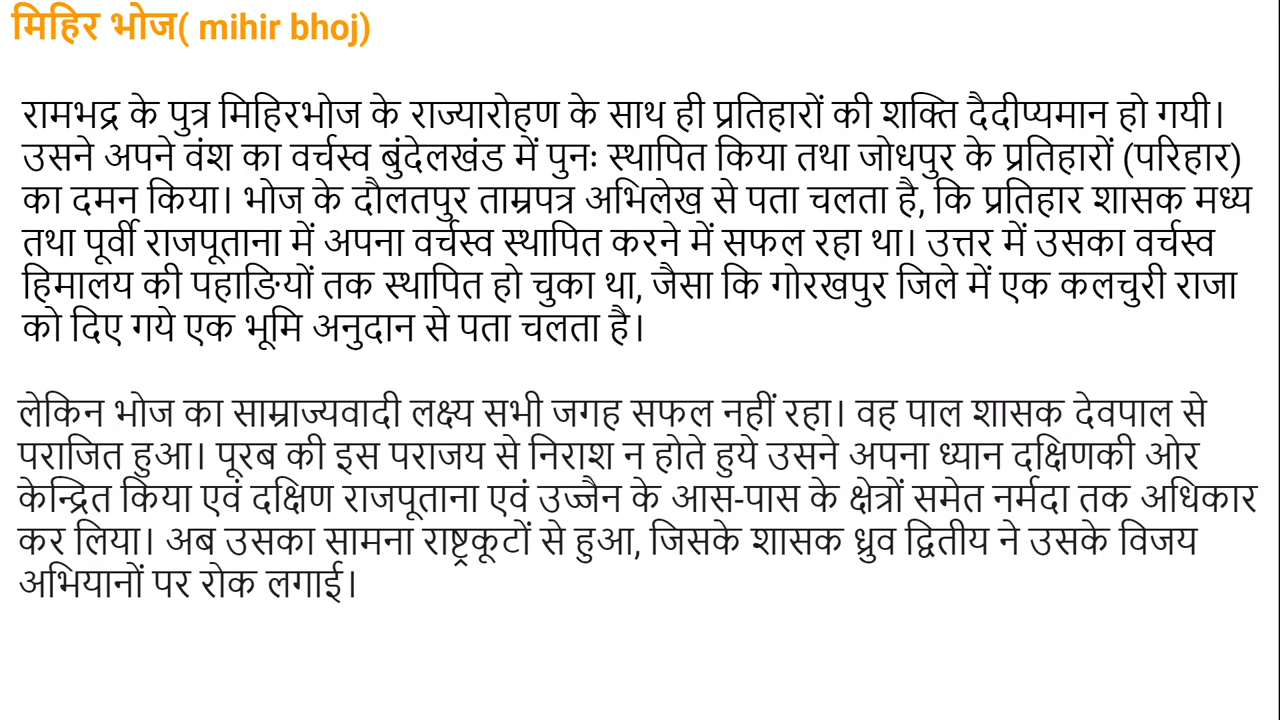 मिहिर भोज( mihir bhoj)
रामभद्र के पुत्र मिहिरभोज के राज्यारोहण के साथ ही प्रतिहारों की शक्ति दैदीप्यमान हो गयी।
उसने अपने वंश का वर्चस्व बुंदेलखंड में पुनः स्थापित किया तथा जोधपुर के प्रतिहारों (परिहार)
का दमन किया। भोज के दौलतपुर ताम्रपत्र अभिलेख से पता चलता है, कि प्रतिहार शासक मध्य
तथा पूर्वी राजपूताना में अपना वर्चस्व स्थापित करने में सफल रहा था। उत्तर में उसका वर्चस्व
हिमालय की पहाङियों तक स्थापित हो चुका था, जैसा कि गोरखपुर जिले में एक कलचुरी राजा
को दिए गये एक भूमि अनुदान से पता चलता है।
लेकिन भोज का साम्राज्यवादी लक्ष्य सभी जगह सफल नहीं रहा। वह पाल शासक देवपाल से
पराजित हुआ। पूरब की इस पराजय से निराश न होते हुये उसने अपना ध्यान दक्षिणकी ओर
केन्द्रित किया एवं दक्षिण राजपूताना एवं उज्जैन के आस-पास के क्षेत्रों समेत नर्मदा तक अधिकार
कर लिया। अब उसका सामना राष्ट्रकूटों से हुआ, जिसके शासक ध्रुव द्वितीय ने उसके विजय
अभियानों पर रोक लगाई।